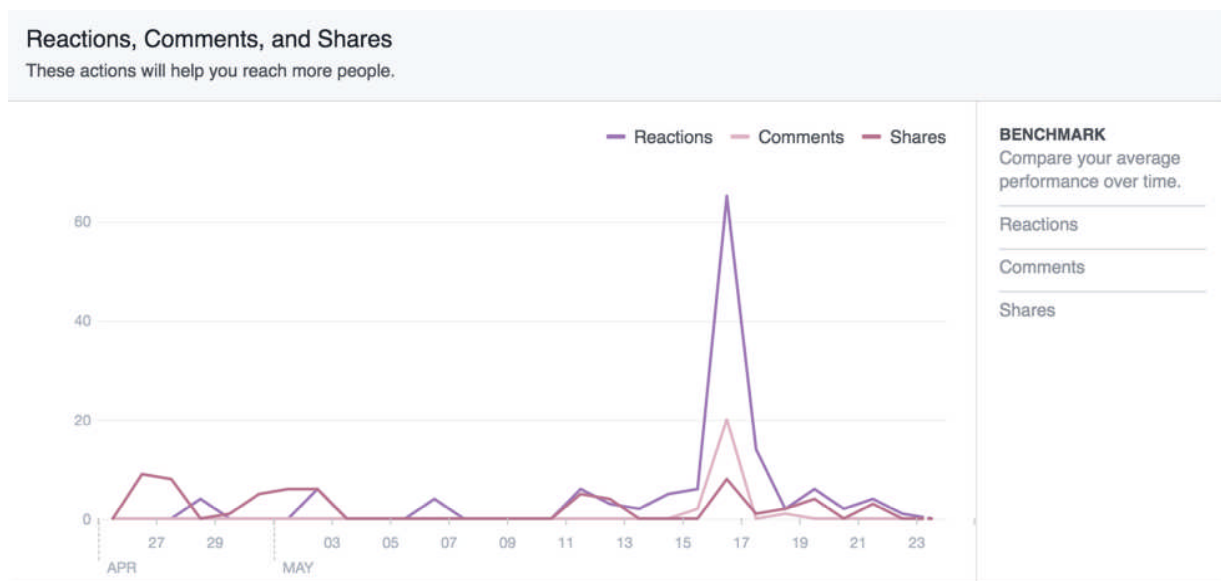 Reactions, Comments, and Shares
These actions will help you reach more people.
Reactions Comments Shares
BENCHMARK
Compare your average
performance over time.
Reactions
Comments
Shares
60
40
20
0
27 29 03 05 07 09 11 13 15 17 19 21 23
APR MAY